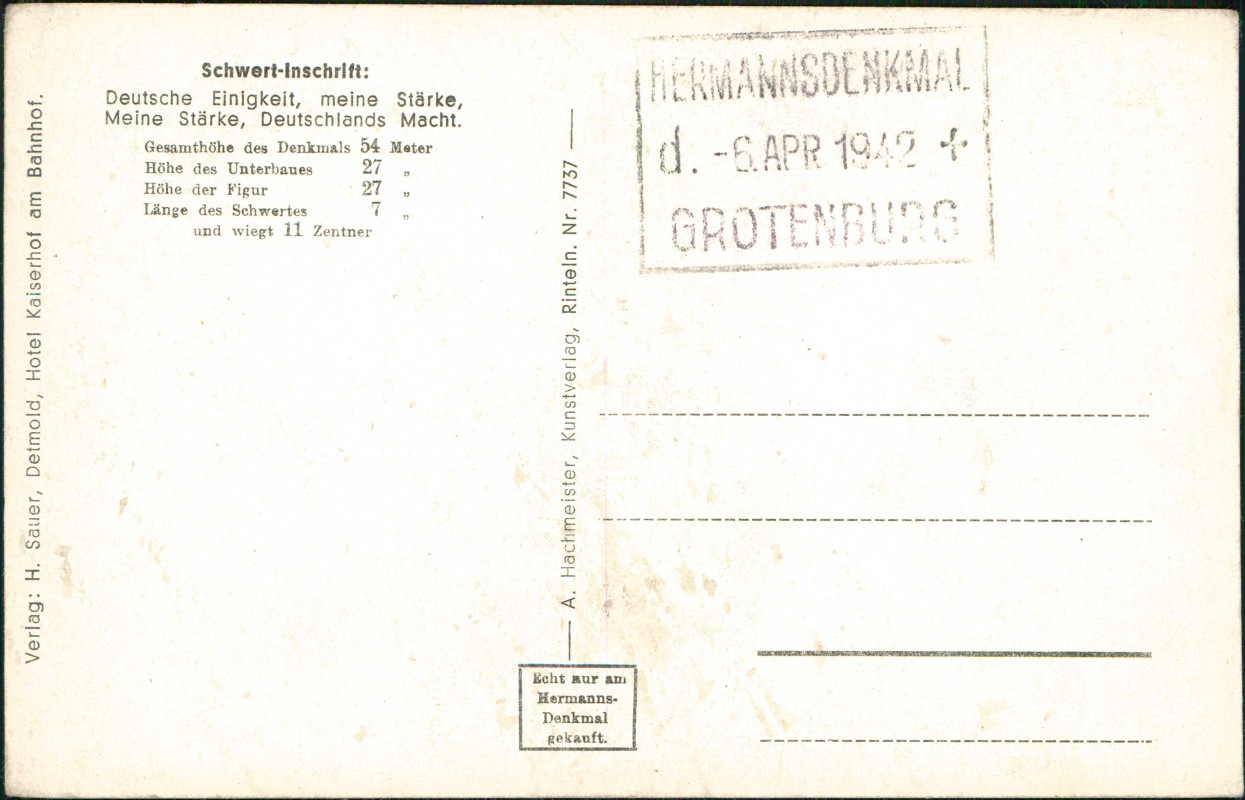 Verlag: H. Sauer, Detmold, Hotel Kaiserhof am Bahnhof.
Schwert-Inschrift:
Deutsche Einigkeit, meine Stärke,
Meine Stärke, Deutschlands Macht.
Gesamthöhe des Denkmals 54 Meter
Höhe des Unterbaues 27 „
Höhe der Figur 27 „
Länge des Schwertes 7 „
und wiegt 11 Zentner
A. Hachmeister, Kunstverlag, Rinteln. Nr. 7737
HERMANNSDENKMAL
d. -6.APR 1942 +
GROTENBURG
Echt nur am
Hermanns-
Denkmal
gekauft.